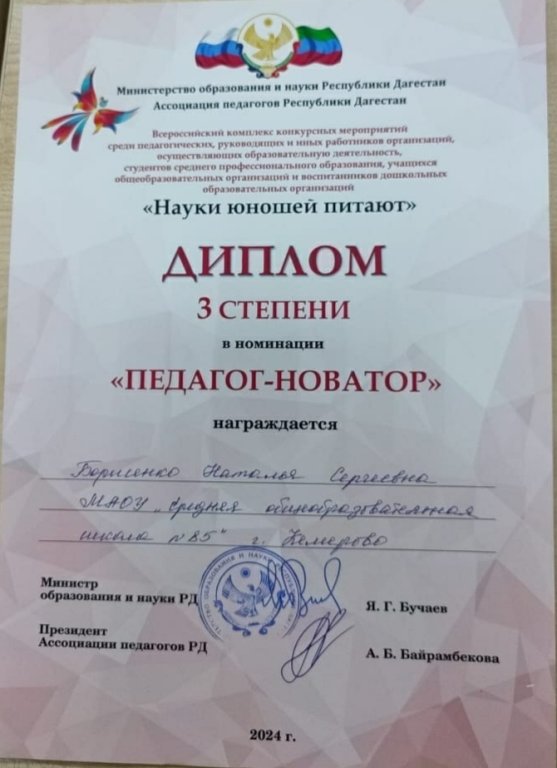 Министерство образования и науки Республики Дагестан
Ассоциация педагогов Республики Дагестан
Всероссийский комплекс конкурсных мероприятий
среди педагогических, руководящих и иных работников организаций,
осуществляющих образовательную деятельность,
студентов среднего профессионального образования, учащихся
общеобразовательных организаций и воспитанников дошкольных
образовательных организаций
«Науки юношей питают»
ДИПЛОМ
3 СТЕПЕНИ
в номинации
«ПЕДАГОГ-НОВАТОР»
награждается
Борисенко Наталья Сергеевна
МАОУ „Средняя общеобразовательная
школа №85" г. Кемерово
Министр
образования и науки РД
Я. Г. Бучаев
Президент
Ассоциации педагогов РД
А. Б. Байрамбекова
2024 г.